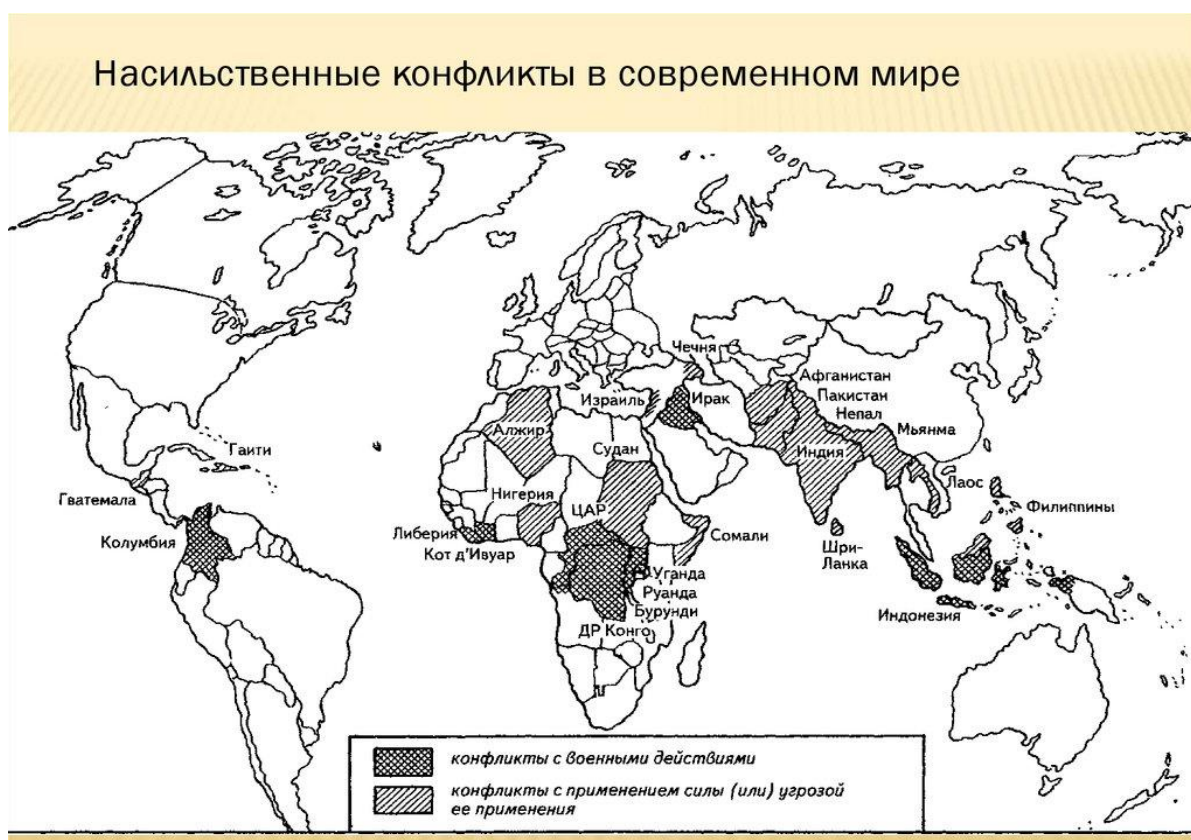 Насильственные конфликты в современном мире
Чечня
Афганистан
Израиль
Ирак
Пакистан
Непал
Алжир
Судан
Мьянма
Гаити
Индия
Гватемала
Нигерия
ЦАР
Лаос
Филиппины
Колумбия
Либерия
Сомали
Кот д'Ивуар
Шри-
Ланка
Уганда
Руанда
Бурунди
Индонезия
ДР Конго
конфликты с военными действиями
конфликты с применением силы (или) угрозой
ее применения